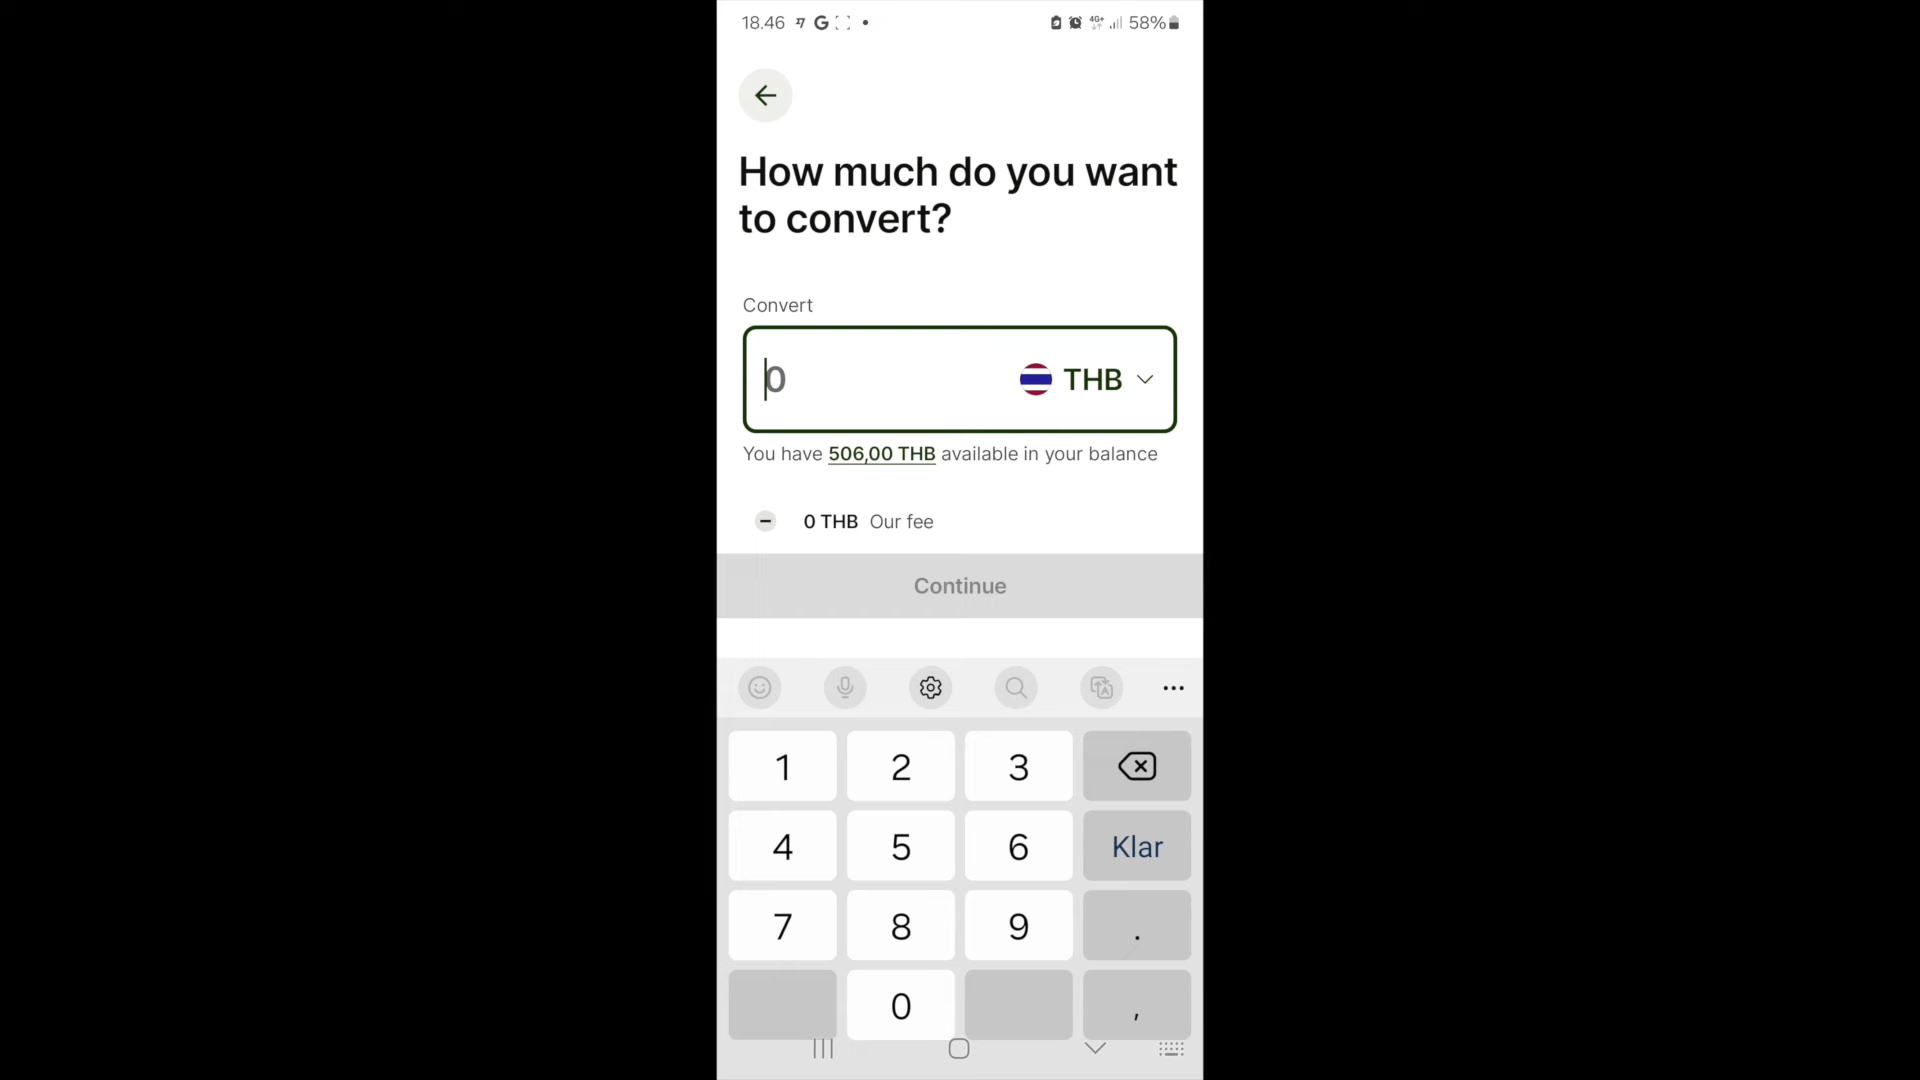 18.46 G 4G+ 58%
How much do you want
to convert?
Convert
0 THB
You have 506,00 THB available in your balance
0 THB Our fee
Continue
1 2 3
4 5 6 Klar
7 8 9 .
0 ,